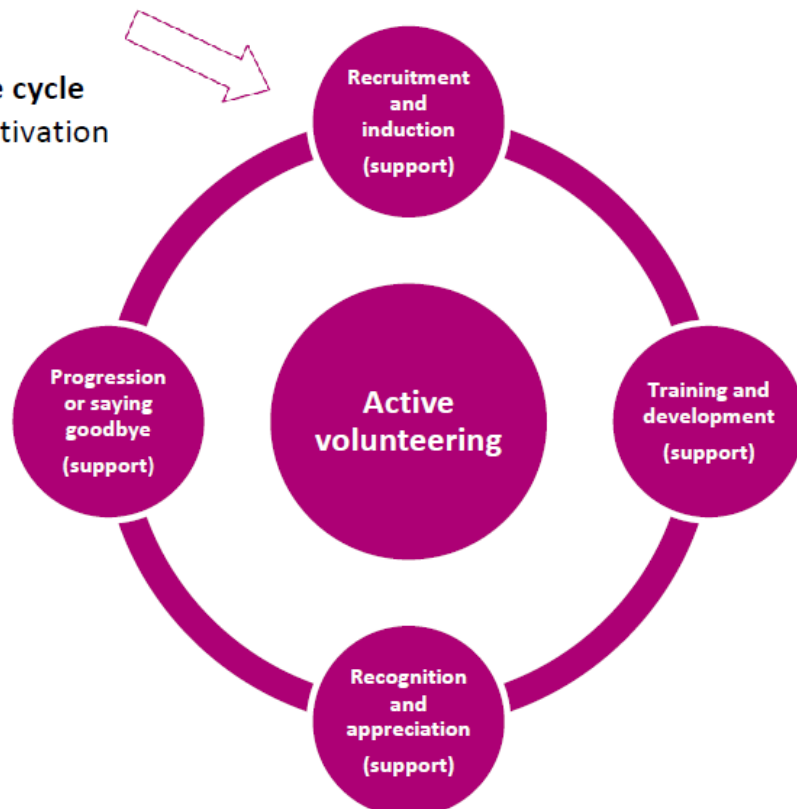 e cycle
tivation
Recruitment
and
induction
(support)
Progression
or saying
goodbye
(support)
Active
volunteering
Training and
development
(support)
Recognition
and
appreciation
(support)